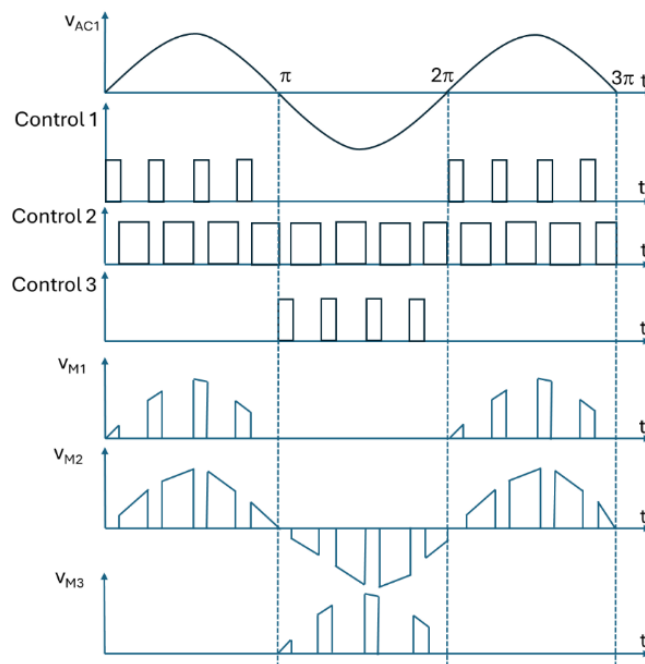 vAC1
π 2π 3π t
Control 1
t
Control 2
t
Control 3
t
vM1
t
vM2
t
vM3
t